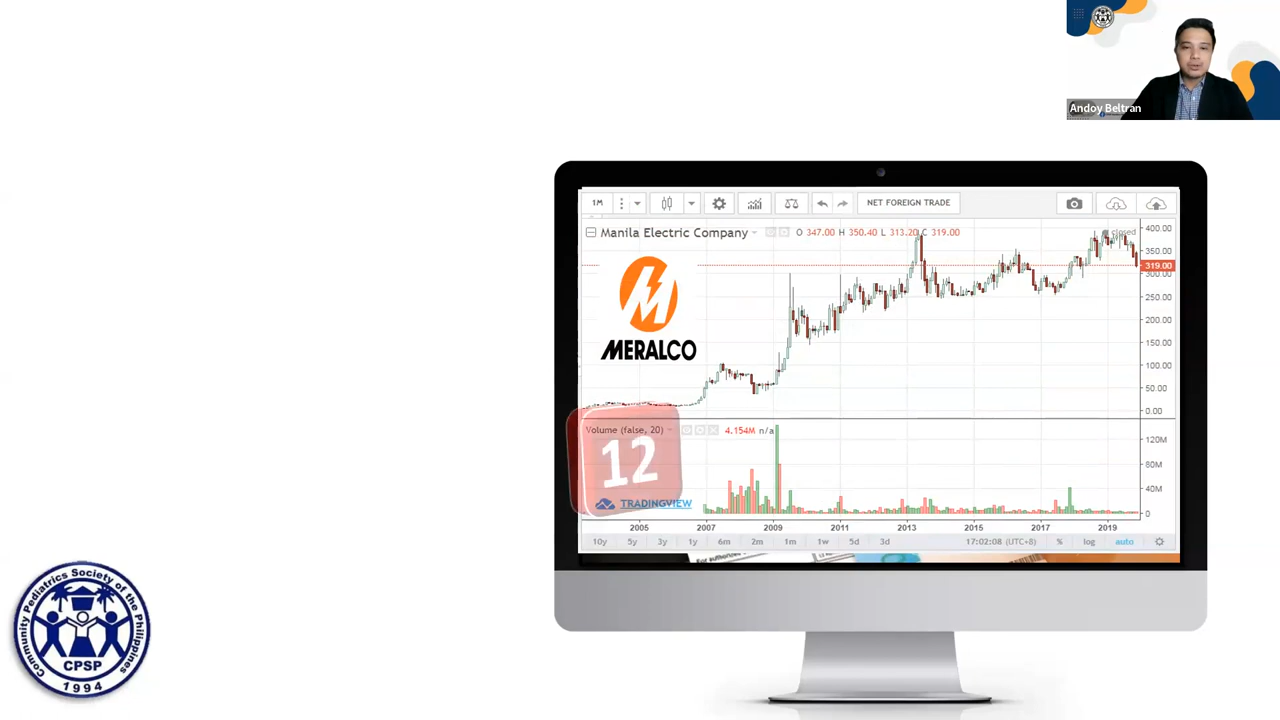 Andoy Beltran
1M
NET FOREIGN TRADE
Manila Electric Company
O 347.00 H 350.40 L 313.20 C 319.00
closed
400.00
350.00
319.00
300.00
250.00
200.00
150.00
100.00
50.00
0.00
MERALCO
Volume (false, 20)
4.154M n/a
12
TRADINGVIEW
120M
80M
40M
0
2005 2007 2009 2011 2013 2015 2017 2019
10y 5y 3y 1y 6m 2m 1m 1w 5d 3d 17:02:08 (UTC+8) % log auto
Community Pediatrics Society of the Philippines
CPSP
1994